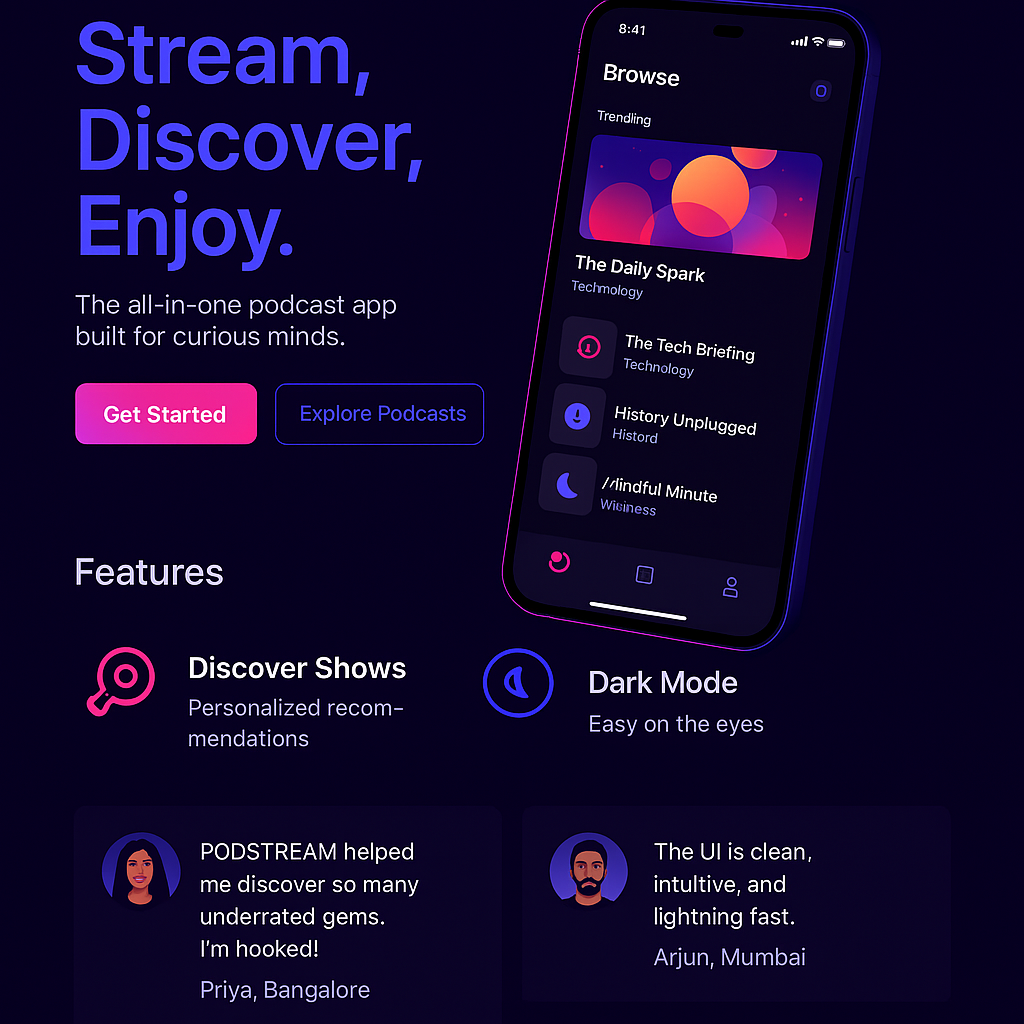 Stream,
Discover,
Enjoy.
The all-in-one podcast app
built for curious minds.
Get Started
Explore Podcasts
8:41
Browse
Trendling
The Daily Spark
Techmology
The Tech Briefing
Technology
History Unplugged
Histord
Minute
Features
Discover Shows
Personalized recom-
mendations
Dark Mode
Easy on the eyes
PODSTREAM helped
me discover so many
underrated gems.
I'm hooked!
Priya, Bangalore
The UI is clean,
intultive, and
lightning fast.
Arjun, Mumbai